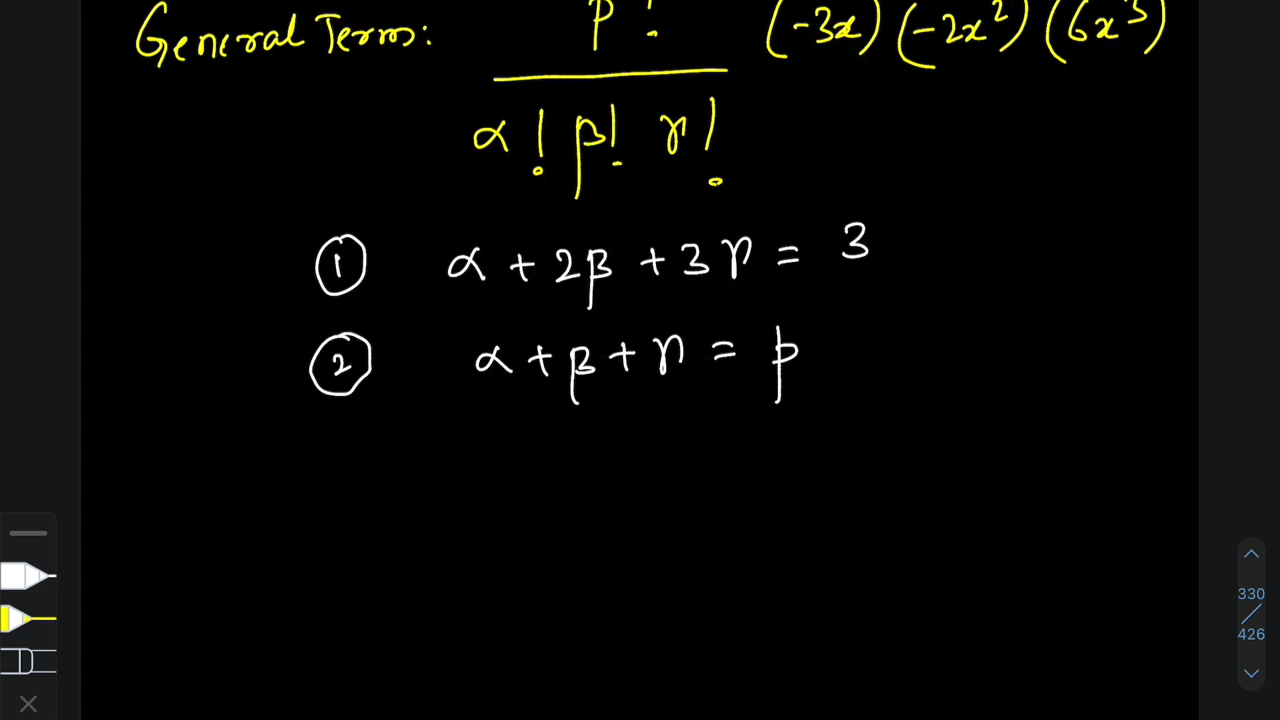 General Term: p! (-3x) (-2x²) (6x³)
α! β! γ!
① α + 2β + 3γ = 3
② α + β + γ = p
330
/
426